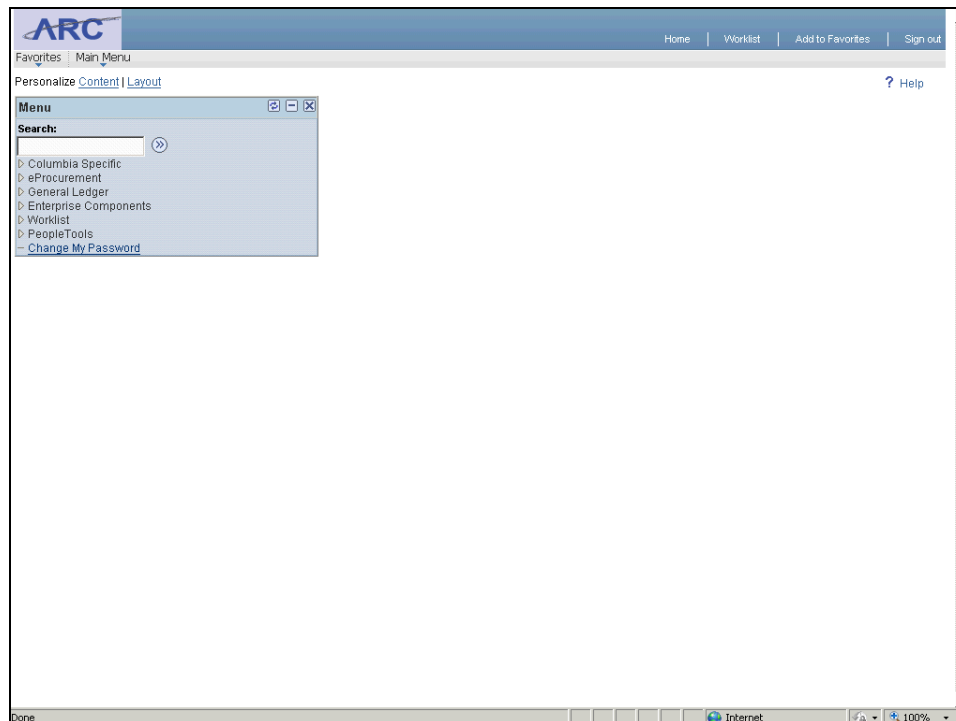 ARC
Home | Worklist | Add to Favorites | Sign out
Favorites Main Menu
Personalize Content | Layout
? Help
Menu
Search:
Columbia Specific
eProcurement
General Ledger
Enterprise Components
Worklist
PeopleTools
Change My Password
Done Internet 100%